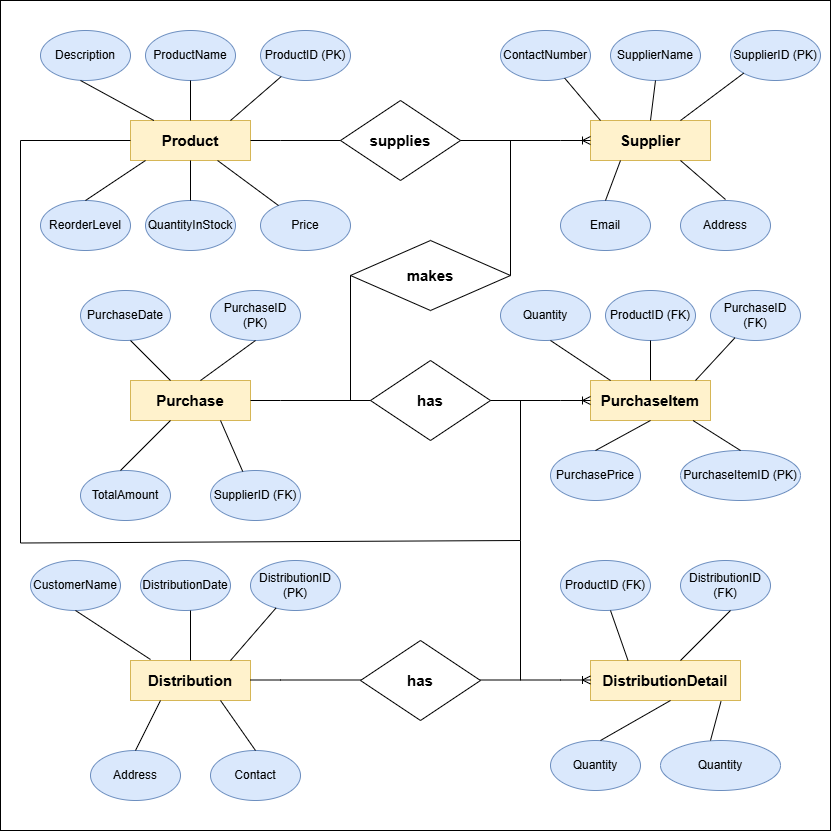 Description
ProductName
ProductID (PK)
ContactNumber
SupplierName
SupplierID (PK)
Product
supplies
Supplier
ReorderLevel
QuantityInStock
Price
Email
Address
makes
PurchaseDate
PurchaseID
(PK)
Quantity
ProductID (FK)
PurchaseID
(FK)
Purchase
has
PurchaseItem
TotalAmount
SupplierID (FK)
PurchasePrice
PurchaseItemID (PK)
CustomerName
DistributionDate
DistributionID
(PK)
ProductID (FK)
DistributionID
(FK)
Distribution
has
DistributionDetail
Address
Contact
Quantity
Quantity